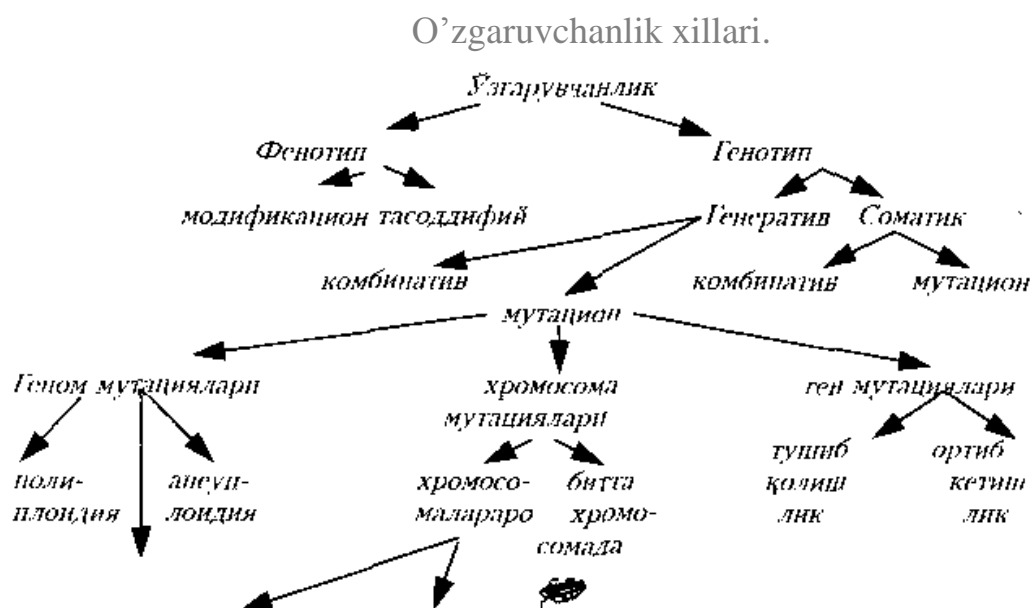 O’zgaruvchanlik xillari.
Ўзгарувчанлик
Фенотип Генотип
модификацион тасоддифий Генератив Соматик
комбинатив комбинатив мутацион
мутацион
Геном мутациялари хромосома ген мутациялари
мутациялари
тушиб ортиб
поли- анеуп- хромосо- битта қолиш кетиш
плоидия лоидия малараро хромо- лик лик
сомада